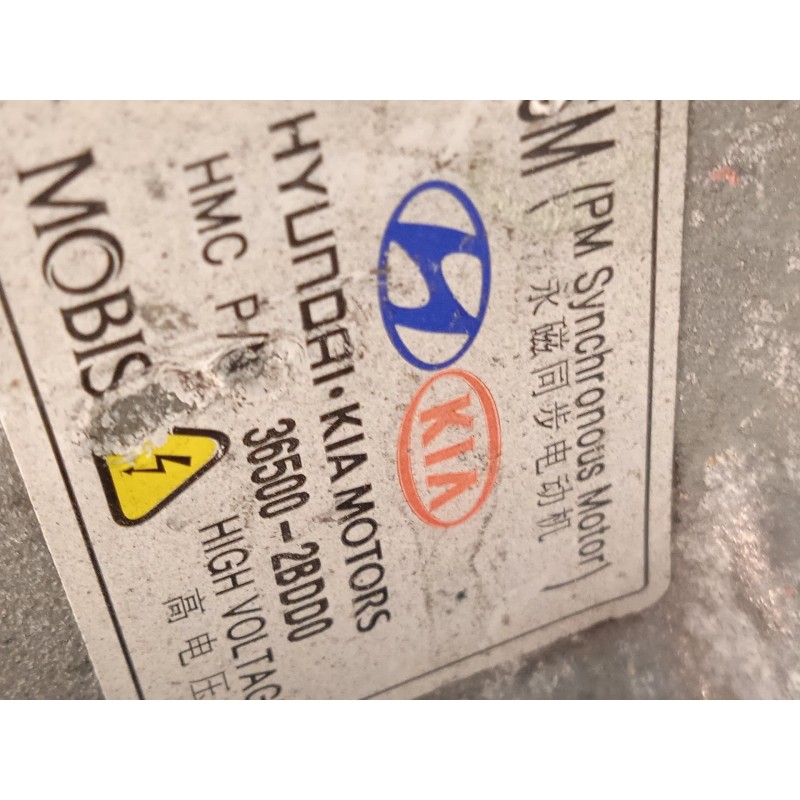 SM (PM Synchronous Motor)
永磁同步电动机
KIA
HYUNDAI·KIA MOTORS
HMC P/ 36500-2BDD0
MOBIS
HIGH VOLTAG
高电压